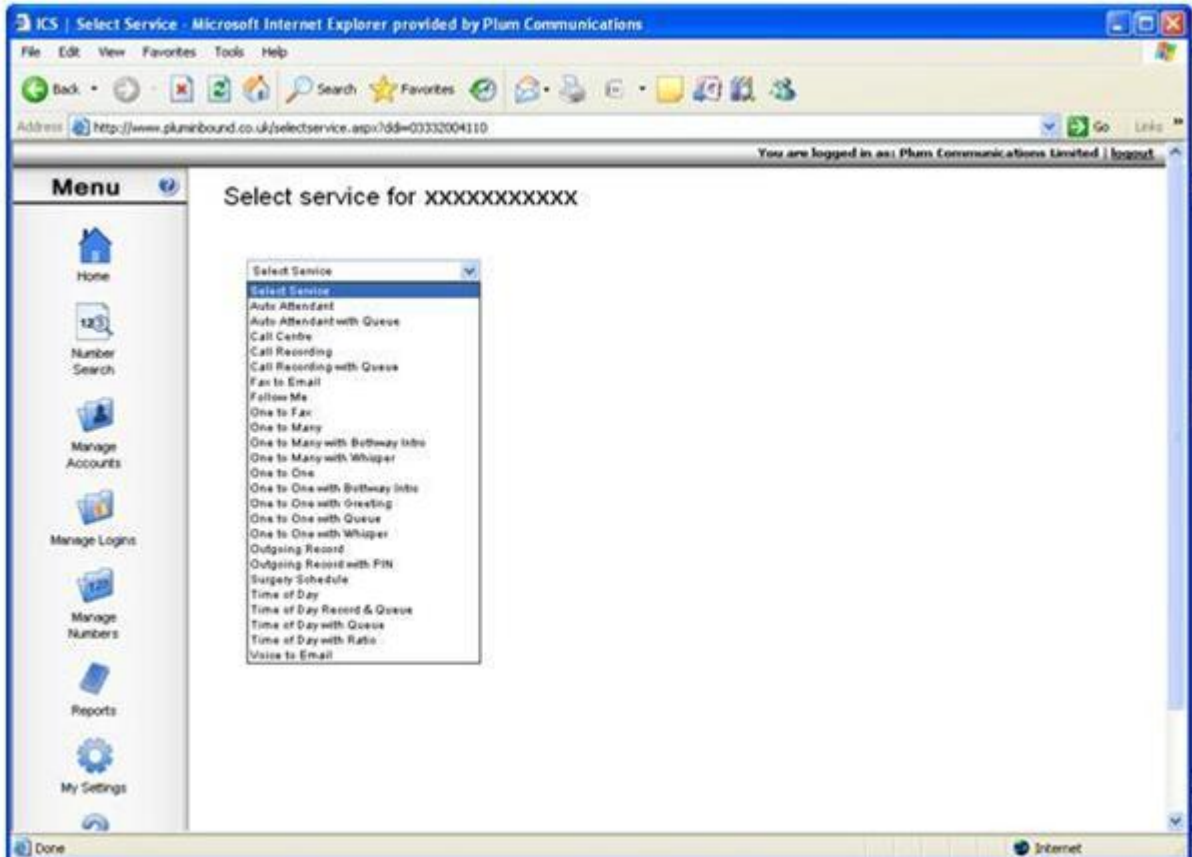 ICS | Select Service - Microsoft Internet Explorer provided by Plum Communications
File Edit View Favorites Tools Help
Back Search Favorites
Address http://www.pluminbound.co.uk/selectservice.aspx?ddi=03332004110 Go Links
You are logged in as: Plum Communications Limited | logout
Menu
Select service for xxxxxxxxxxx
Home
Number
Search
Manage
Accounts
Manage Logins
Manage
Numbers
Reports
My Settings
Select Service
Select Service
Auto Attendant
Auto Attendant with Queue
Call Centre
Call Recording
Call Recording with Queue
Fax to Email
Follow Me
One to Fax
One to Many
One to Many with Bothway Intro
One to Many with Whisper
One to One
One to One with Bothway Intro
One to One with Greeting
One to One with Queue
One to One with Whisper
Outgoing Record
Outgoing Record with PIN
Surgery Schedule
Time of Day
Time of Day Record & Queue
Time of Day with Queue
Time of Day with Ratio
Voice to Email
Done Internet